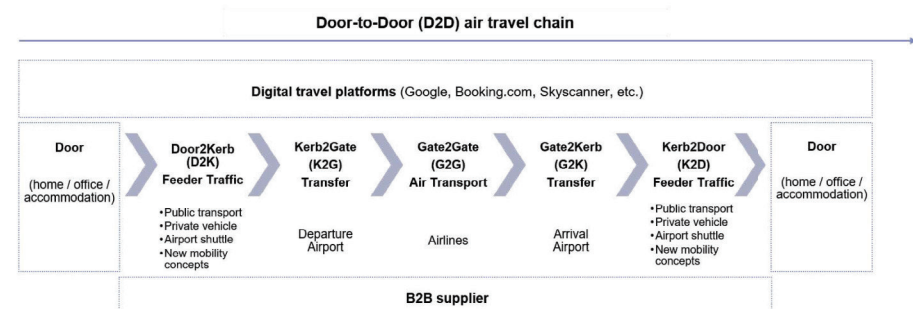 Door-to-Door (D2D) air travel chain
Digital travel platforms (Google, Booking.com, Skyscanner, etc.)
Door
(home / office /
accommodation)
Door2Kerb
(D2K)
Feeder Traffic
•Public transport
•Private vehicle
•Airport shuttle
•New mobility
concepts
Kerb2Gate
(K2G)
Transfer
Departure
Airport
Gate2Gate
(G2G)
Air Transport
Airlines
Gate2Kerb
(G2K)
Transfer
Arrival
Airport
Kerb2Door
(K2D)
Feeder Traffic
•Public transport
•Private vehicle
•Airport shuttle
•New mobility
concepts
Door
(home / office /
accommodation)
B2B supplier